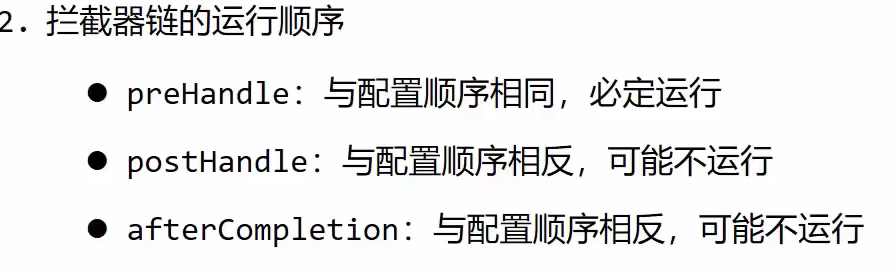 2. 拦截器链的运行顺序
● preHandle：与配置顺序相同，必定运行
● postHandle：与配置顺序相反，可能不运行
● afterCompletion：与配置顺序相反，可能不运行